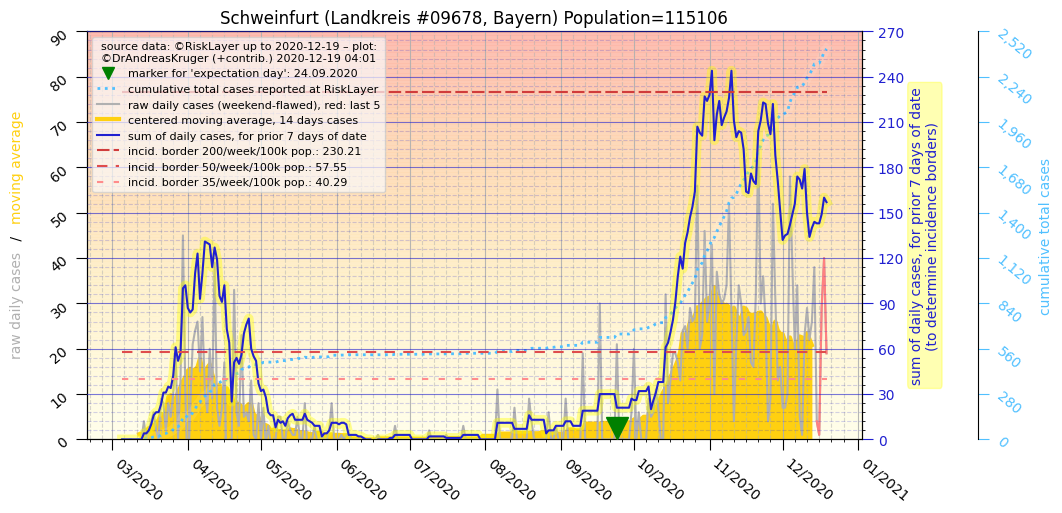 Schweinfurt (Landkreis #09678, Bayern) Population=115106
source data: ©RiskLayer up to 2020-12-19 – plot:
©DrAndreasKruger (+contrib.) 2020-12-19 04:01
marker for 'expectation day': 24.09.2020
cumulative total cases reported at RiskLayer
raw daily cases (weekend-flawed), red: last 5
centered moving average, 14 days cases
sum of daily cases, for prior 7 days of date
incid. border 200/week/100k pop.: 230.21
incid. border 50/week/100k pop.: 57.55
incid. border 35/week/100k pop.: 40.29
raw daily cases / moving average
90
80
70
60
50
40
30
20
10
0
03/2020
04/2020
05/2020
06/2020
07/2020
08/2020
09/2020
10/2020
11/2020
12/2020
01/2021
270
240
210
180
150
120
90
60
30
0
sum of daily cases, for prior 7 days of date
(to determine incidence borders)
2,520
2,240
1,960
1,680
1,400
1,120
840
560
280
0
cumulative total cases